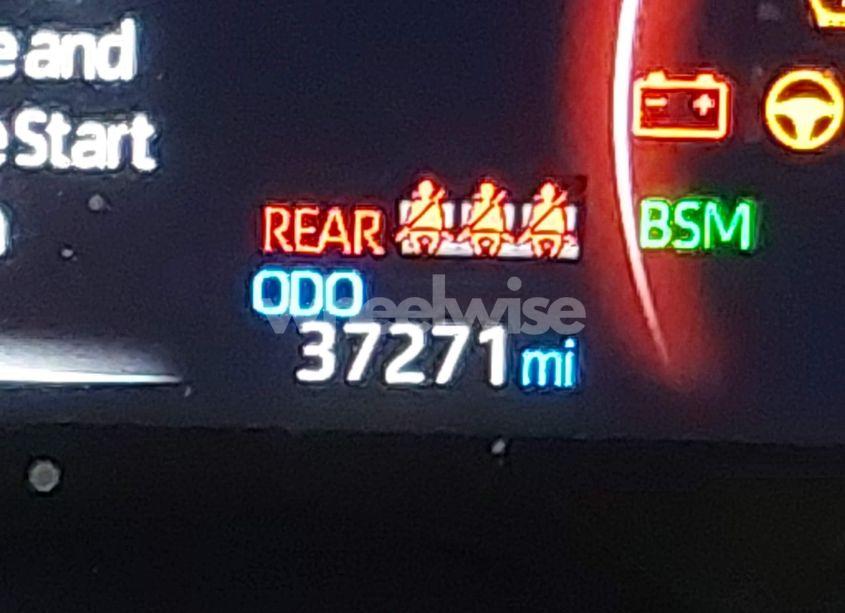 e and
e Start
REAR
BSM
ODO
37271 mi
wheelwise